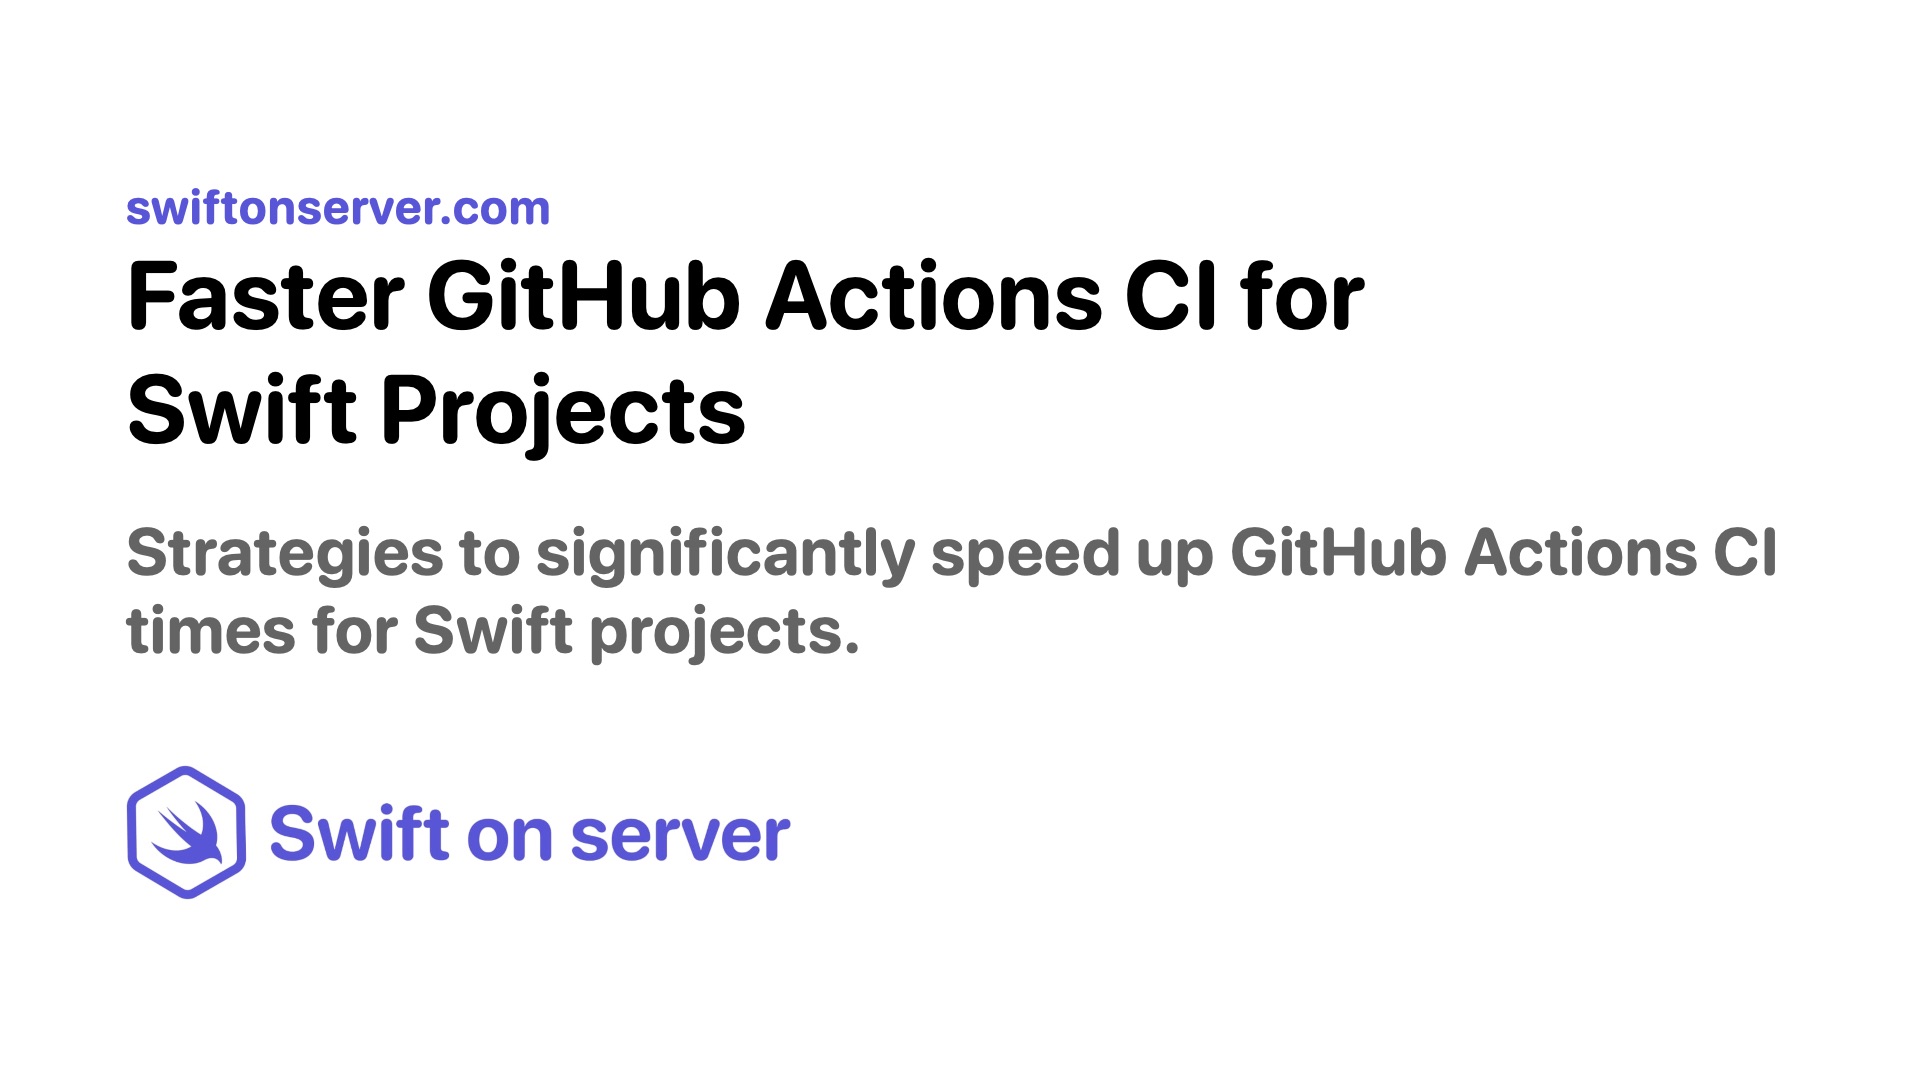 swiftonserver.com
Faster GitHub Actions CI for
Swift Projects
Strategies to significantly speed up GitHub Actions CI
times for Swift projects.
Swift on server